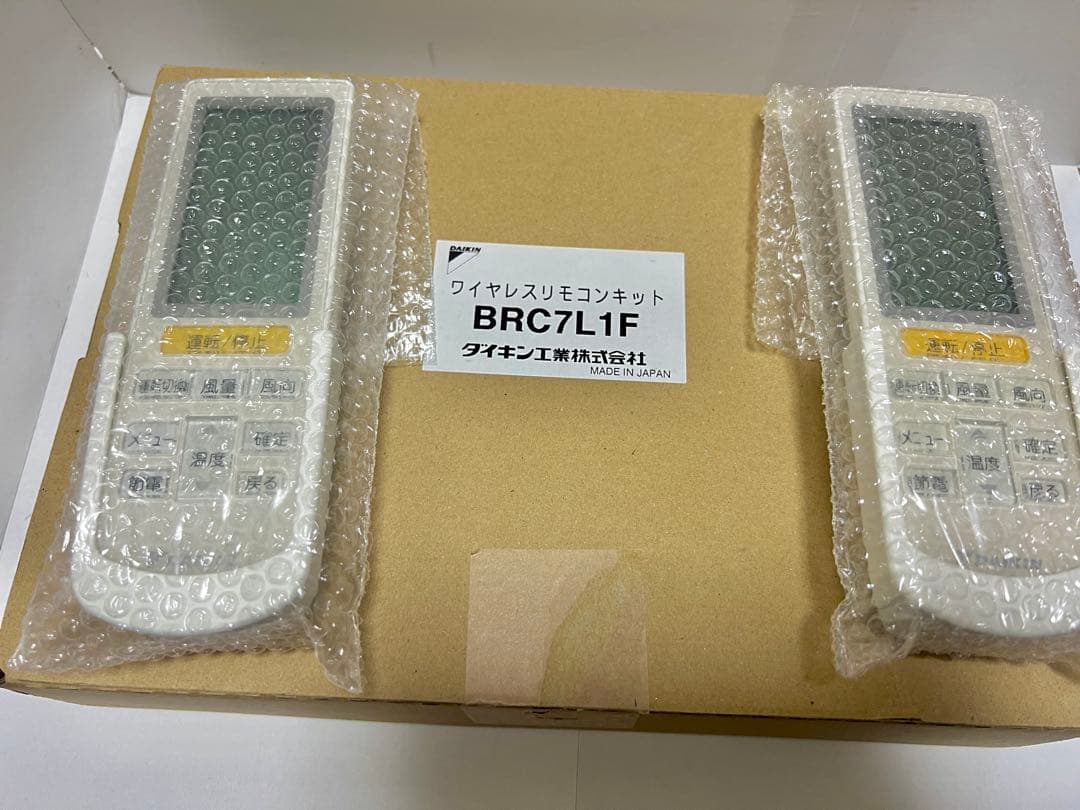 DAIKIN
ワイヤレスリモコンキット
BRC7L1F
ダイキン工業株式会社
MADE IN JAPAN
運転/停止
運転切換 風量 風向
メニュー 確定
温度
節電 戻る
運転/停止
運転切換 風量 風向
メニュー 確定
温度
節電 戻る